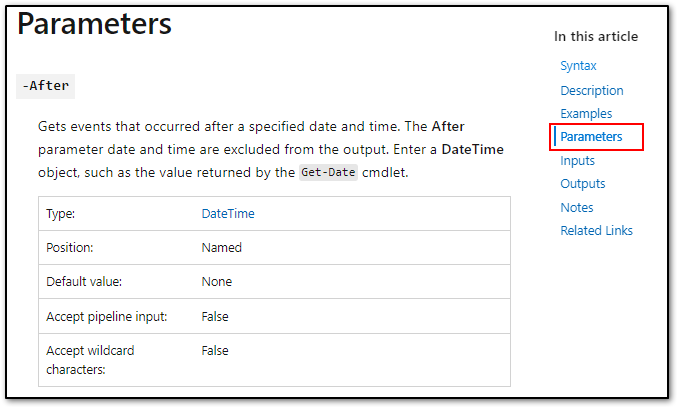 Parameters
-After
Gets events that occurred after a specified date and time. The After
parameter date and time are excluded from the output. Enter a DateTime
object, such as the value returned by the Get-Date cmdlet.
Type: DateTime
Position: Named
Default value: None
Accept pipeline input: False
Accept wildcard False
characters:
In this article
Syntax
Description
Examples
Parameters
Inputs
Outputs
Notes
Related Links